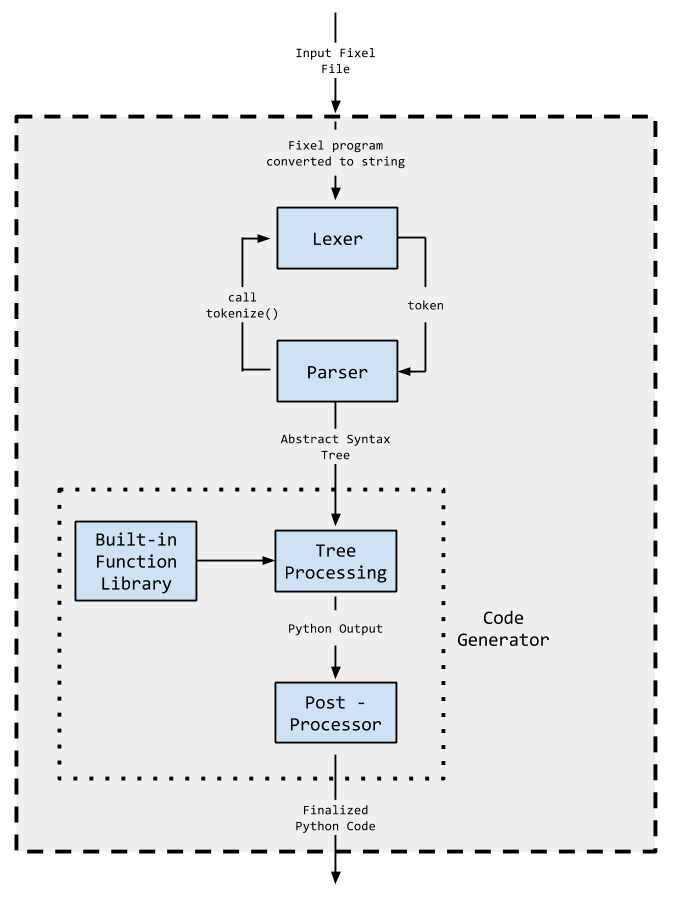 Input Fixel
File
Fixel program
converted to string
Lexer
call
tokenize()
token
Parser
Abstract Syntax
Tree
Built-in
Function
Library
Tree
Processing
Code
Generator
Python Output
Post -
Processor
Finalized
Python Code